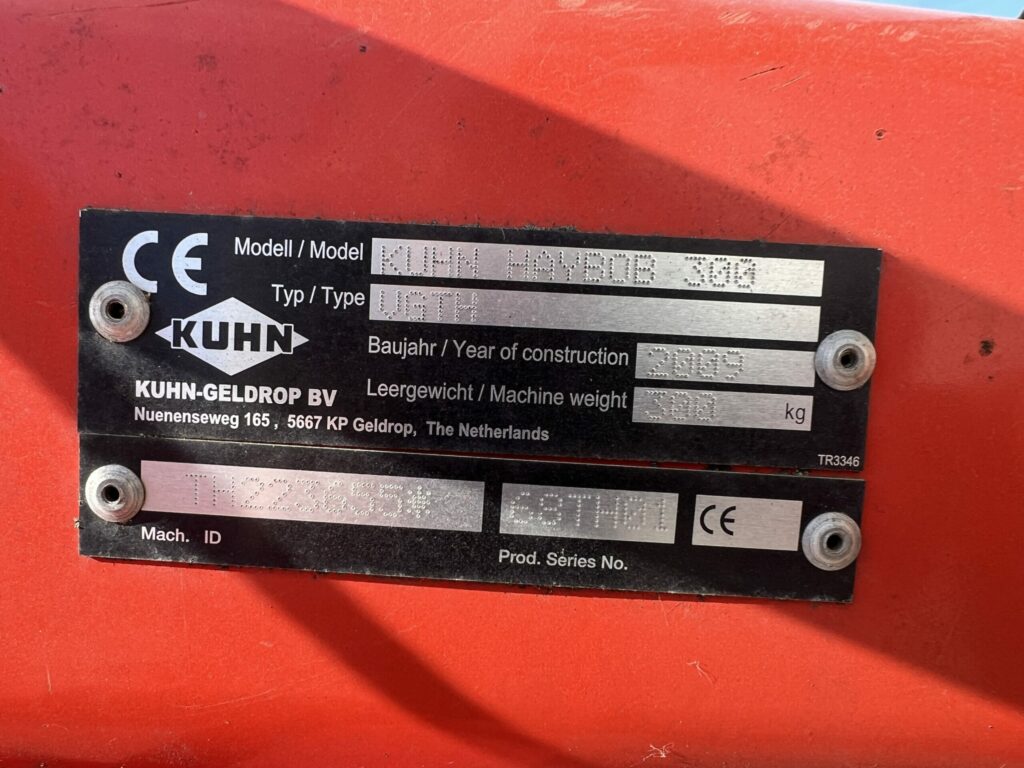 CE
Modell / Model KUHN HAYBOB 300
Typ / Type VGTH
KUHN
Baujahr / Year of construction 2009
Leergewicht / Machine weight 300 kg
KUHN-GELDROP BV
Nuenenseweg 165 , 5667 KP Geldrop, The Netherlands
TR3346
68TH01
CE
Mach. ID
Prod. Series No.